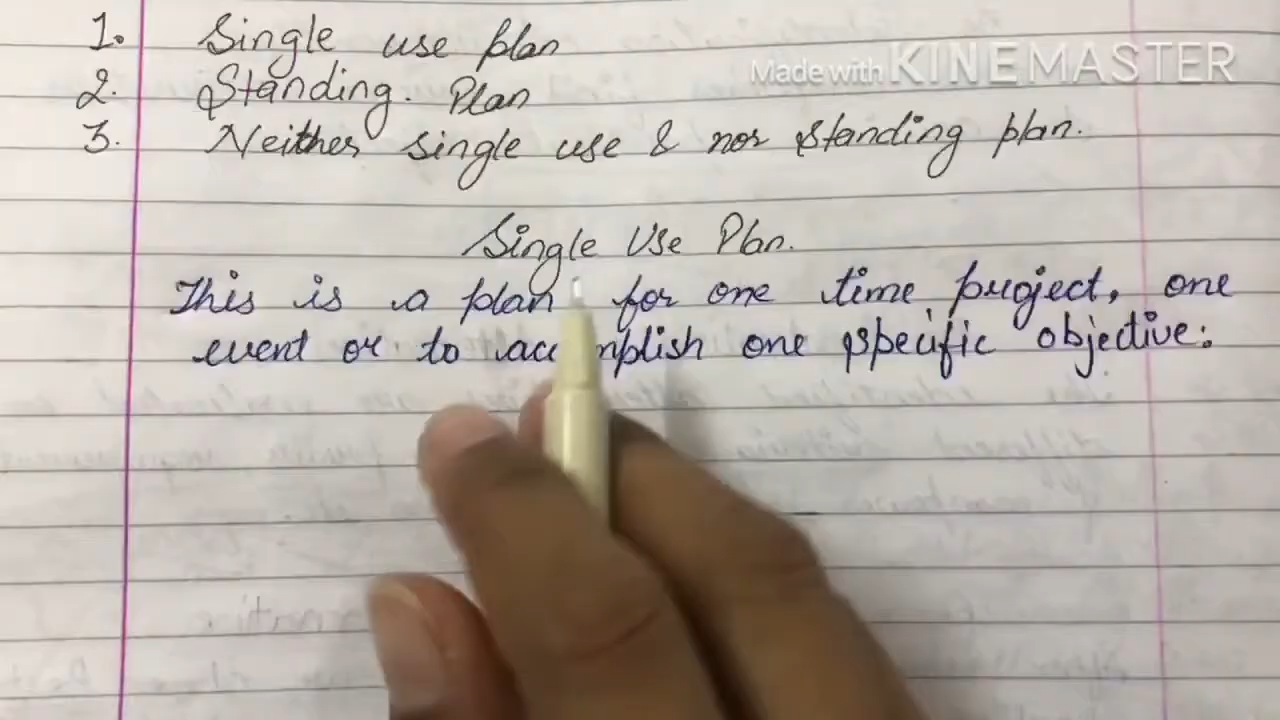 1. Single use plan
Made with KINEMASTER
2. Standing. Plan
3. Neither single use & nor standing plan.
Single Use Plan.
This is a plan for one time project, one
event or to accomplish one specific objective: